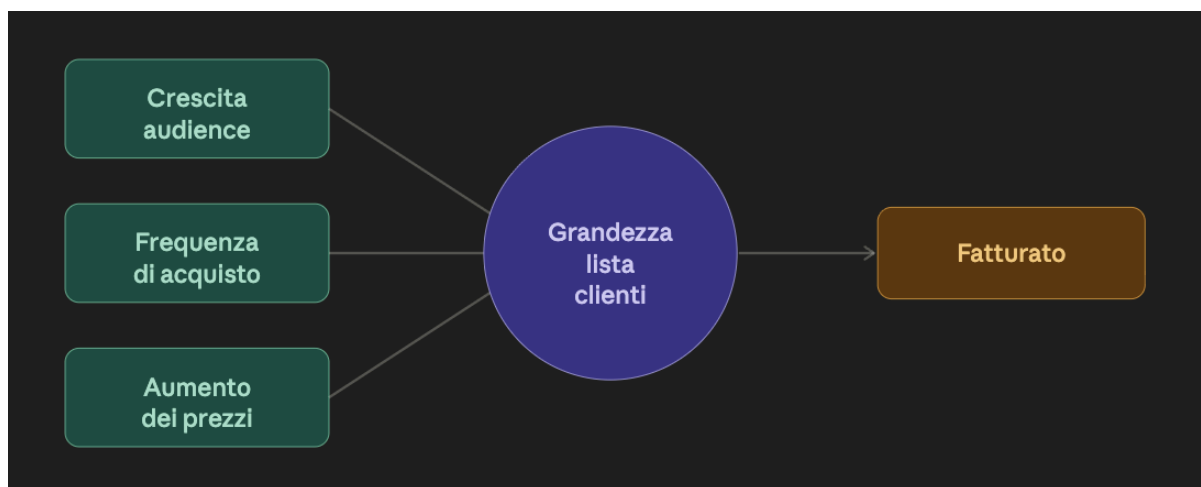 Crescita
audience
Frequenza
di acquisto
Aumento
dei prezzi
Grandezza
lista
clienti
Fatturato